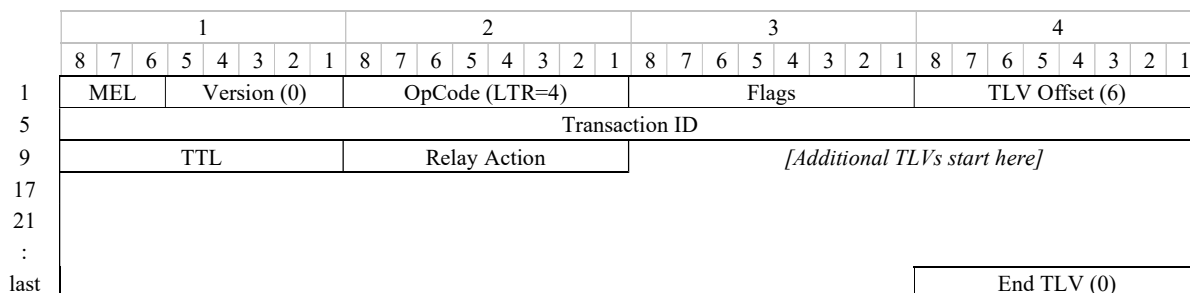 1 2 3 4
8 7 6 5 4 3 2 1 8 7 6 5 4 3 2 1 8 7 6 5 4 3 2 1 8 7 6 5 4 3 2 1
1 MEL Version (0) OpCode (LTR=4) Flags TLV Offset (6)
5 Transaction ID
9 TTL Relay Action [Additional TLVs start here]
17
21
:
last End TLV (0)